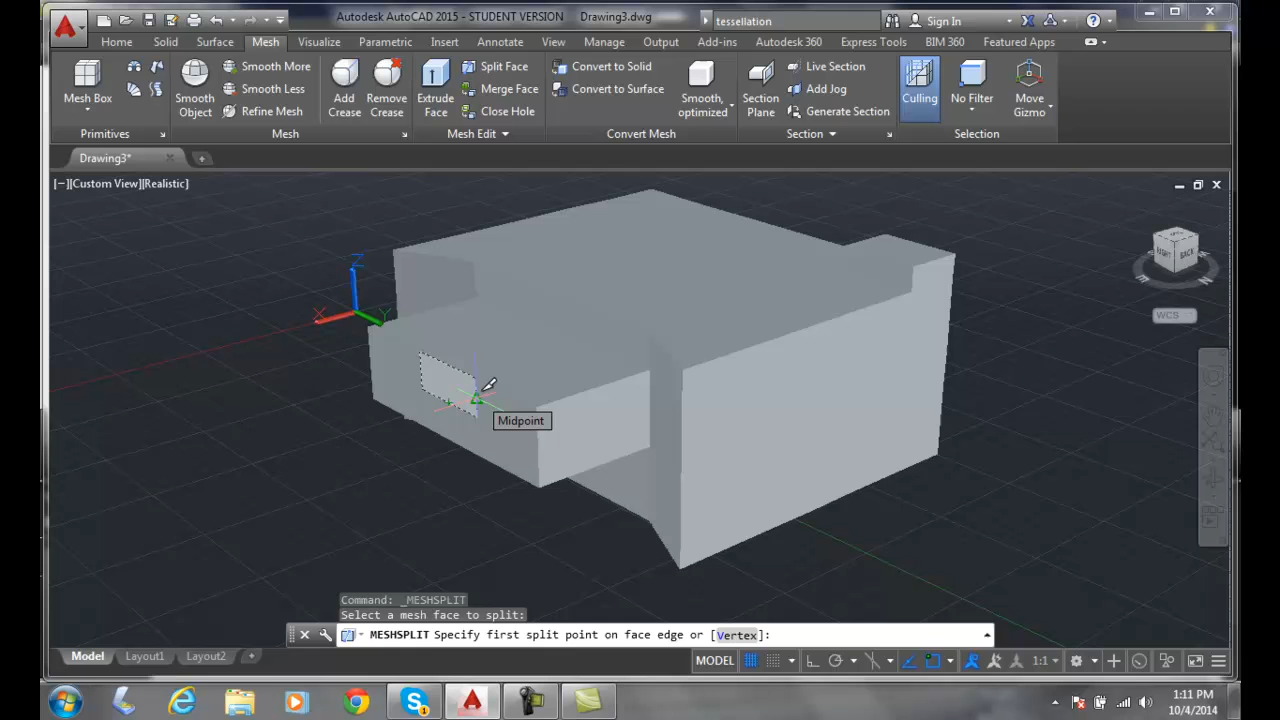 Autodesk AutoCAD 2015 - STUDENT VERSION Drawing3.dwg
tessellation
Sign In
Home Solid Surface Mesh Visualize Parametric Insert Annotate View Manage Output Add-ins Autodesk 360 Express Tools BIM 360 Featured Apps
Mesh Box
Smooth Object
Smooth More
Smooth Less
Refine Mesh
Add Crease
Remove Crease
Extrude Face
Split Face
Merge Face
Close Hole
Convert to Solid
Convert to Surface
Smooth, optimized
Section Plane
Live Section
Add Jog
Generate Section
Culling
No Filter
Move Gizmo
Primitives Mesh Mesh Edit Convert Mesh Section Selection
Drawing3*
[−][Custom View][Realistic]
RIGHT BACK
Z
X Y
WCS
Midpoint
Command: _MESHSPLIT
Select a mesh face to split:
MESHSPLIT Specify first split point on face edge or [Vertex]:
Model Layout1 Layout2
MODEL 1:1
1:11 PM
10/4/2014